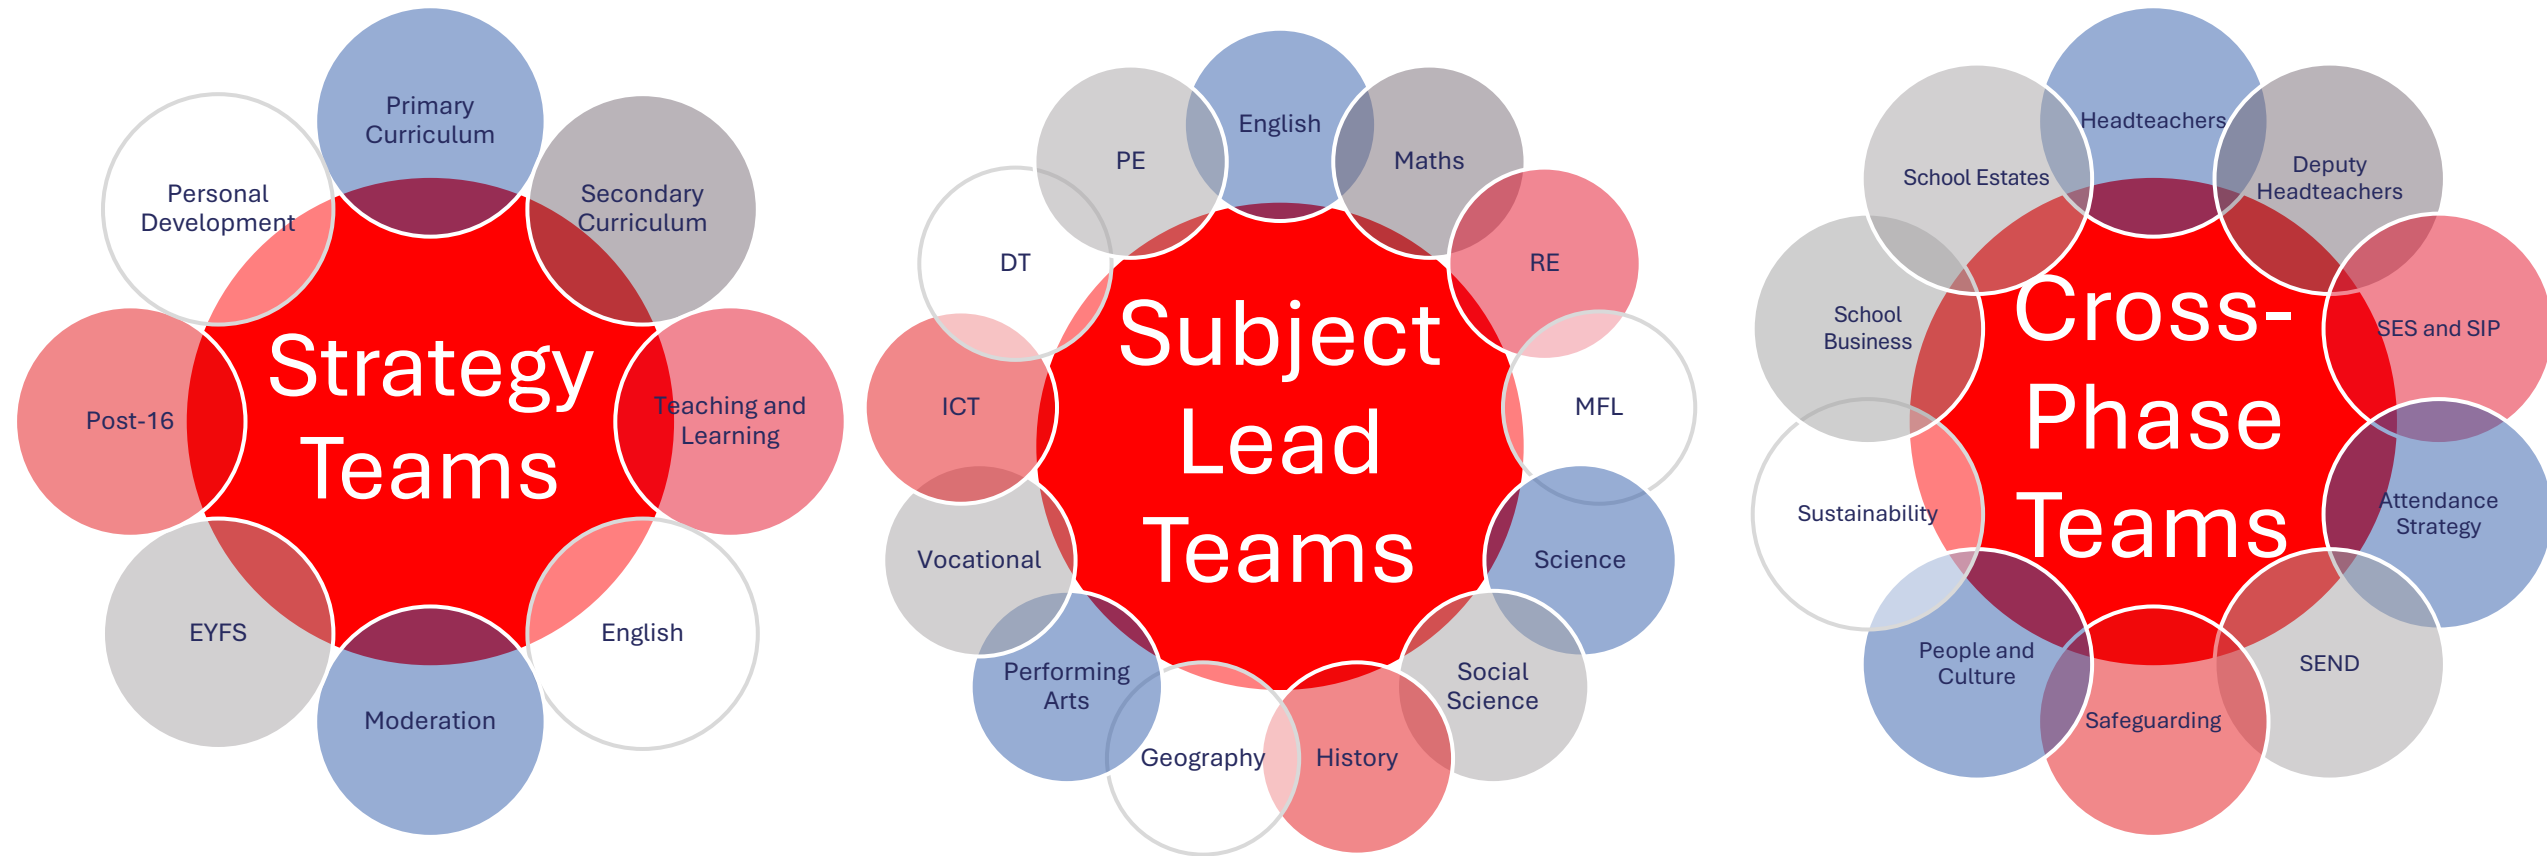 Strategy
Teams
Primary
Curriculum
Secondary
Curriculum
Teaching and
Learning
English
Moderation
EYFS
Post-16
Personal
Development
Subject
Lead
Teams
English
Maths
RE
MFL
Science
Social
Science
History
Geography
Performing
Arts
Vocational
ICT
DT
PE
Cross-
Phase
Teams
Headteachers
Deputy
Headteachers
SES and SIP
Attendance
Strategy
SEND
Safeguarding
People and
Culture
Sustainability
School
Business
School Estates